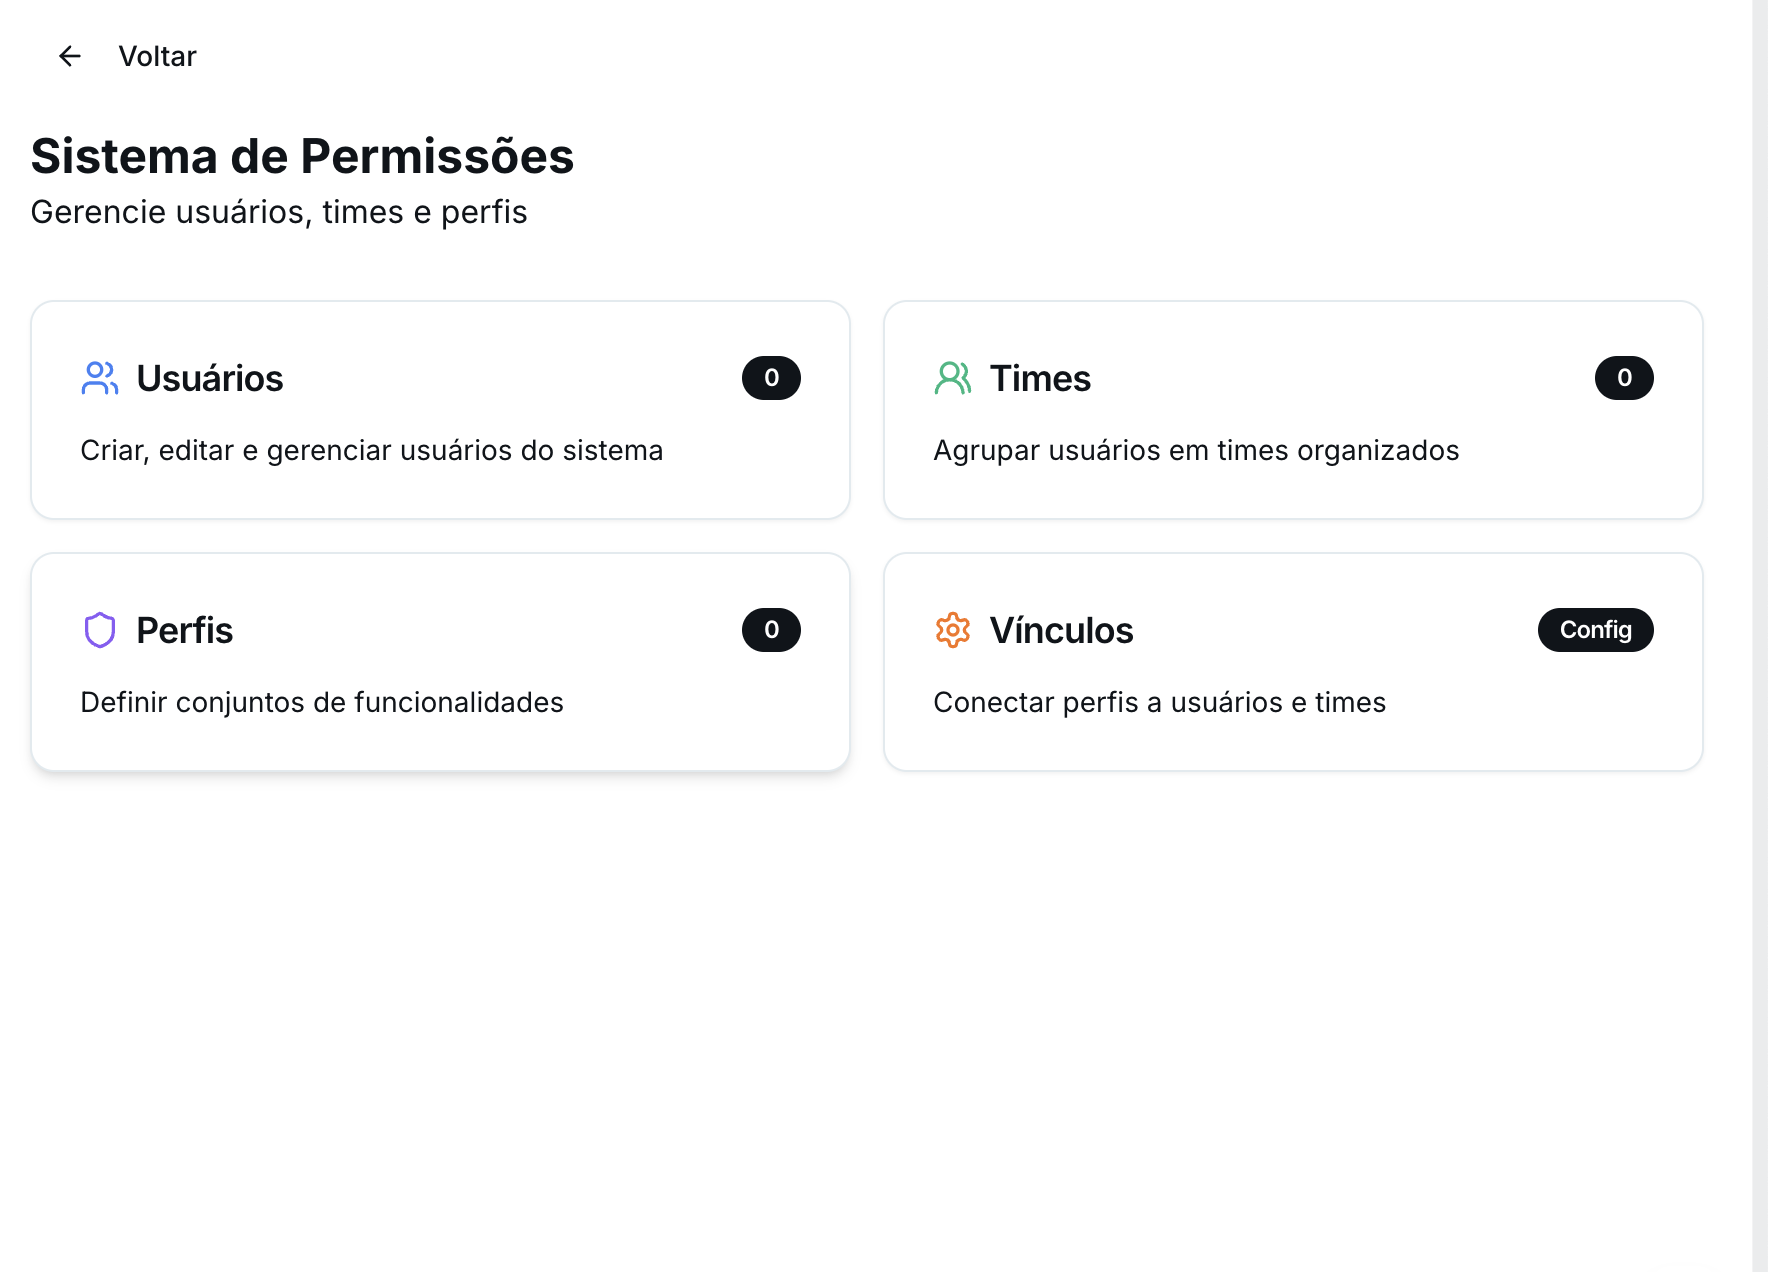 Voltar
Sistema de Permissões
Gerencie usuários, times e perfis
Usuários
0
Criar, editar e gerenciar usuários do sistema
Times
0
Agrupar usuários em times organizados
Perfis
0
Definir conjuntos de funcionalidades
Vínculos
Config
Conectar perfis a usuários e times